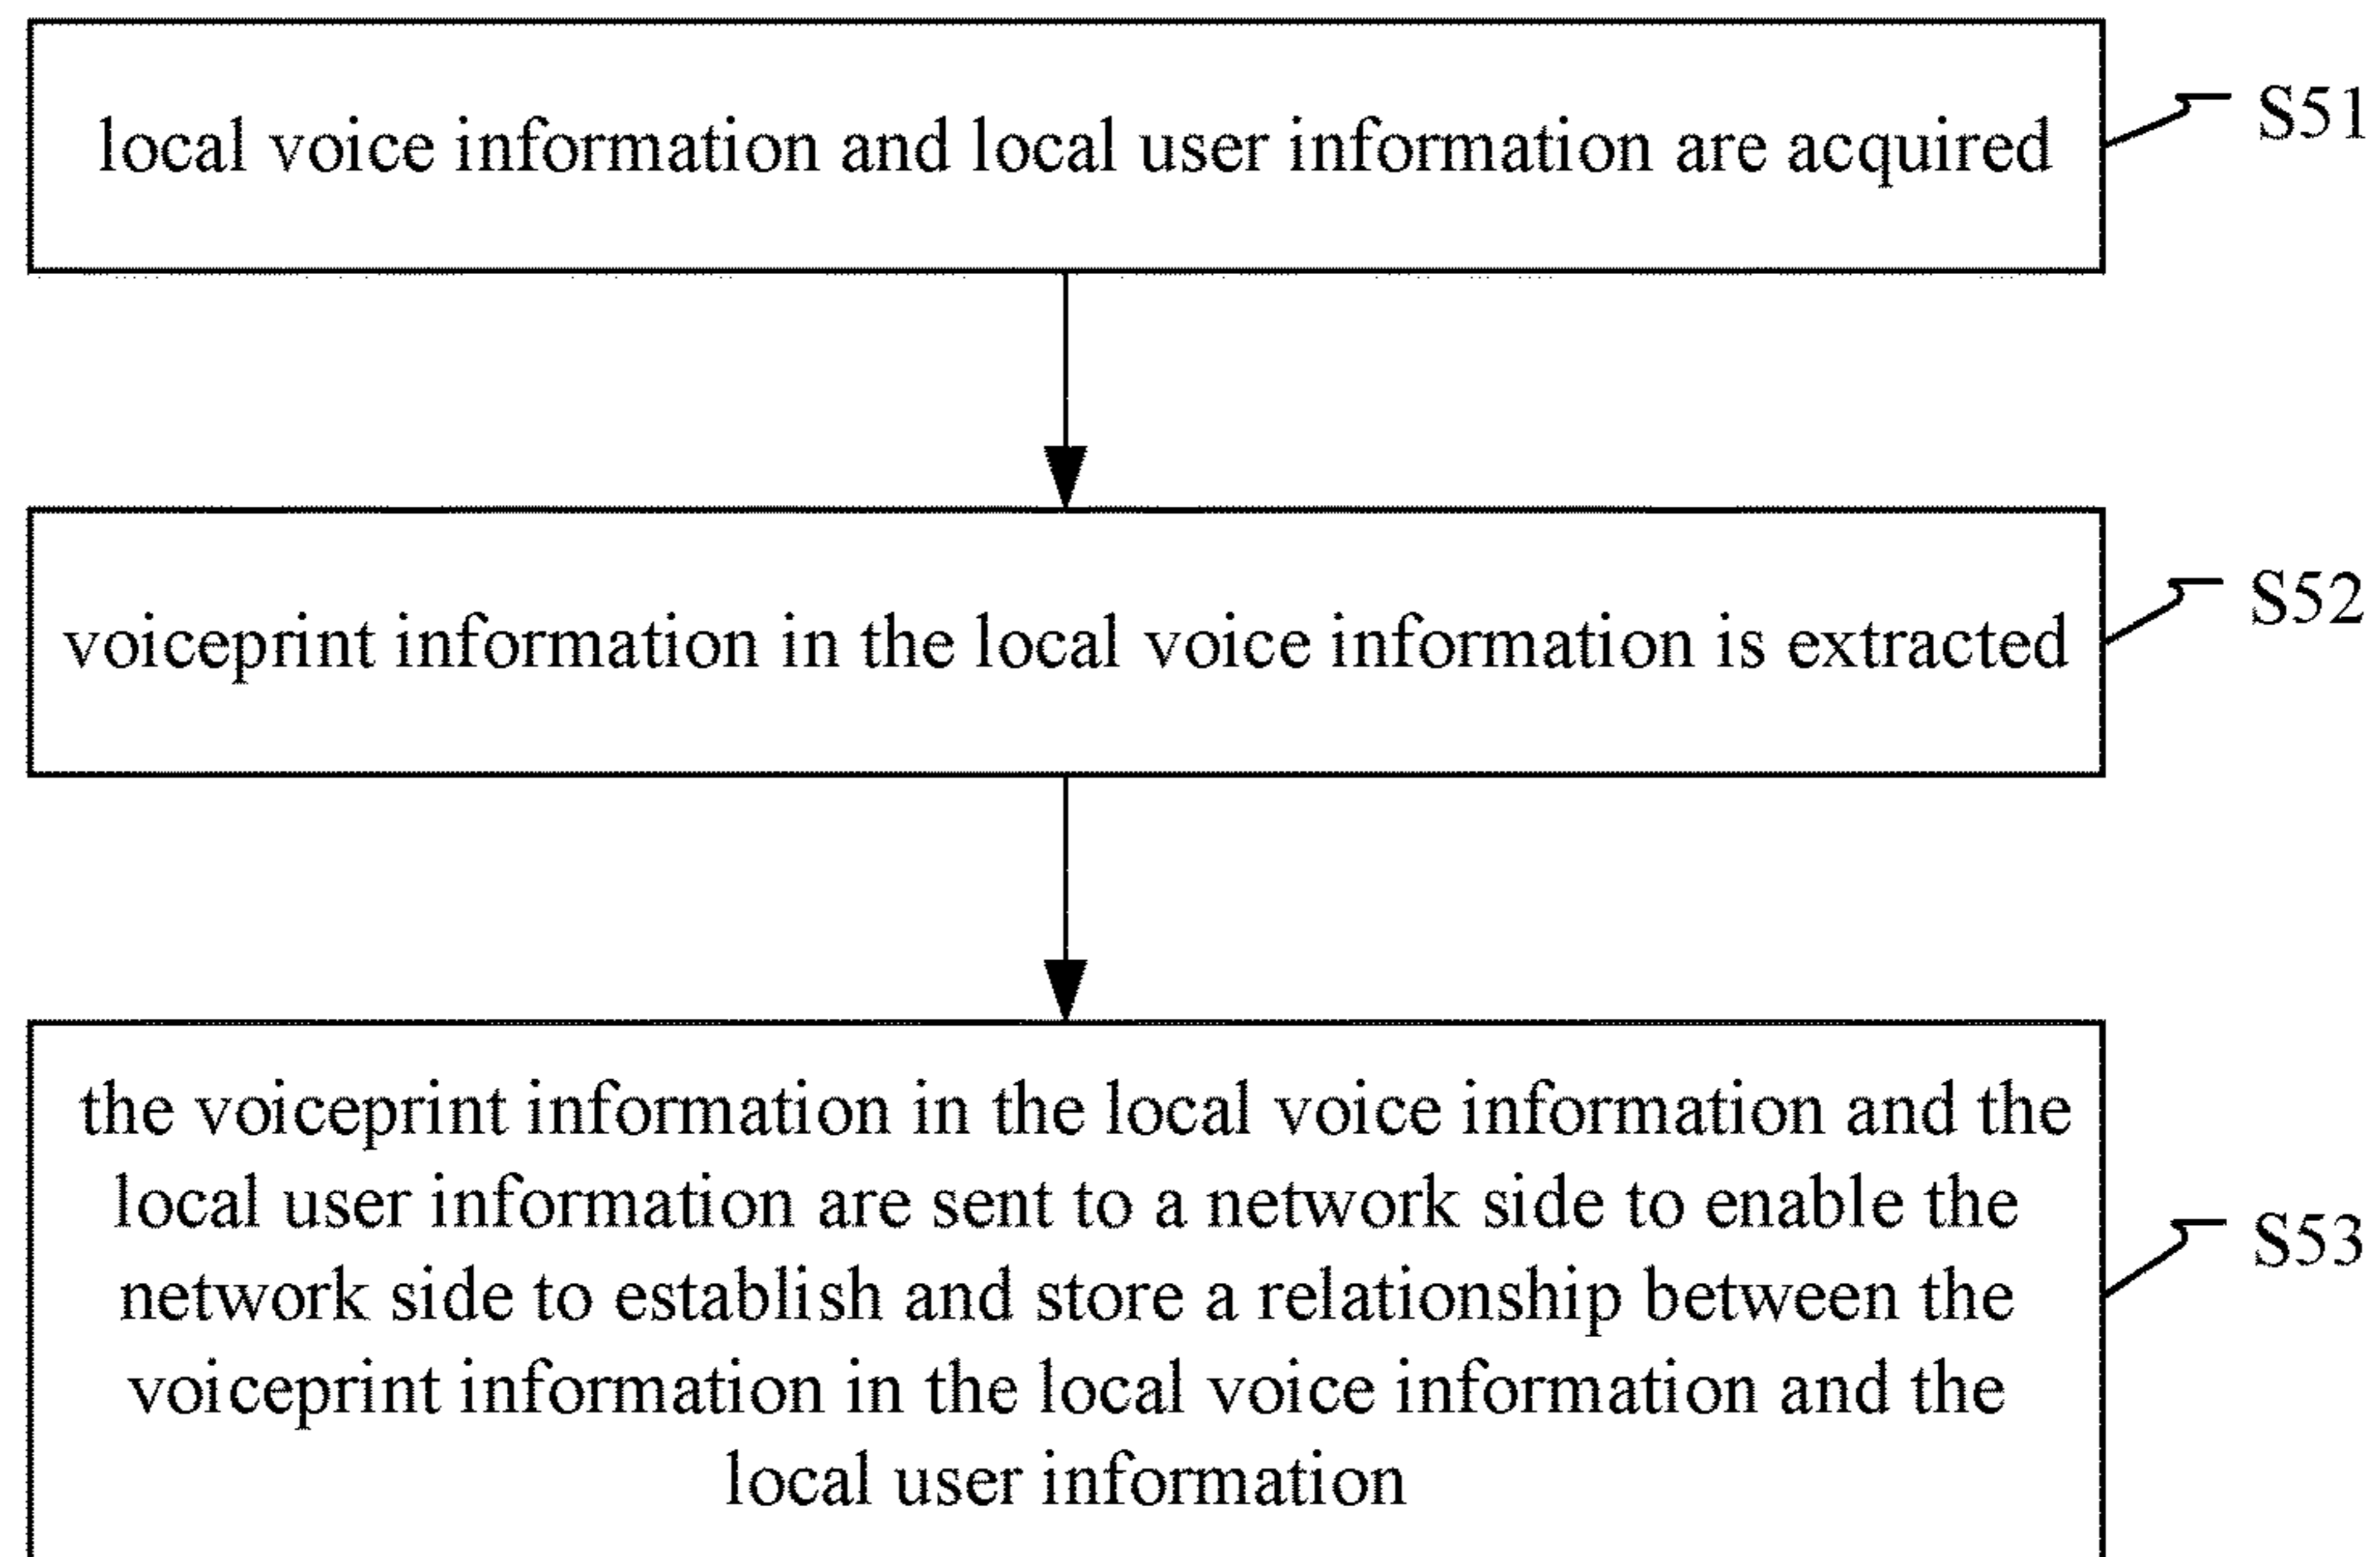 local voice information and local user information are acquired
S51
voiceprint information in the local voice information is extracted
S52
the voiceprint information in the local voice information and the
local user information are sent to a network side to enable the
network side to establish and store a relationship between the
voiceprint information in the local voice information and the
local user information
S53